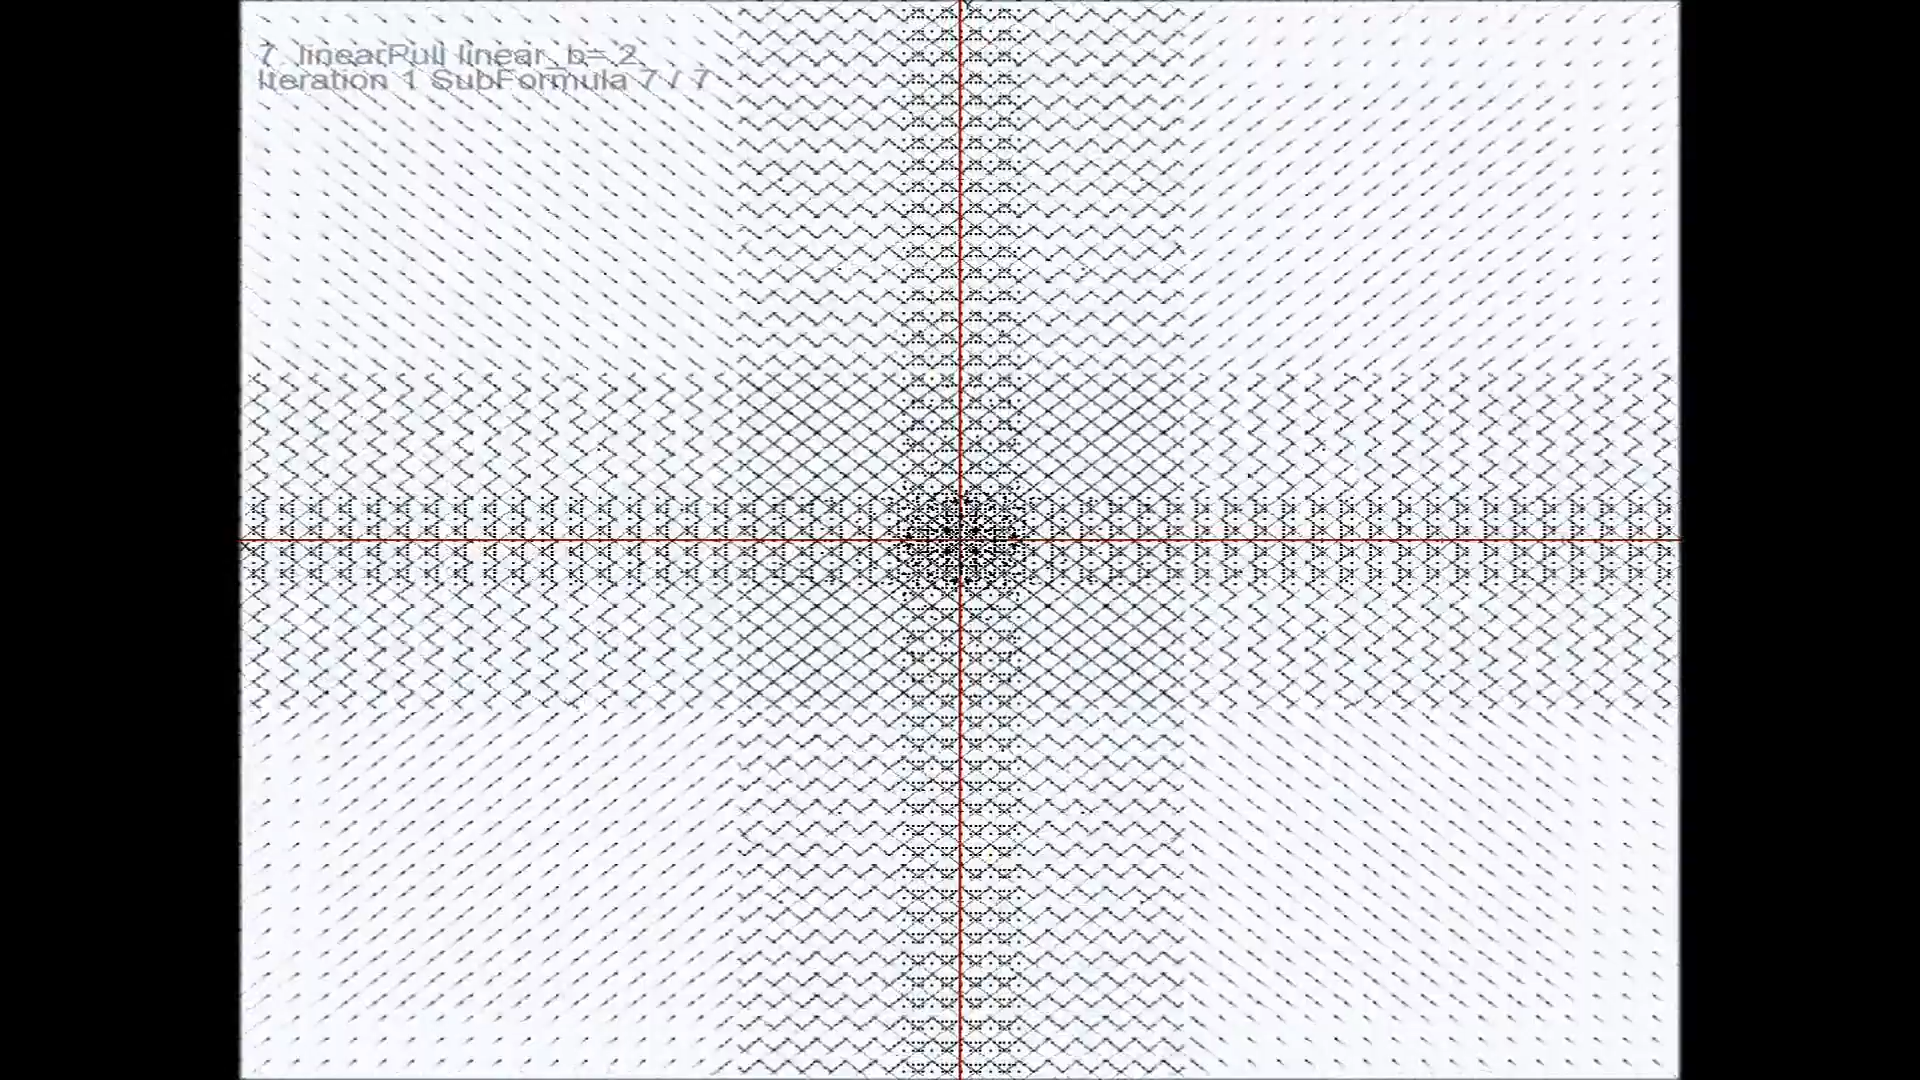 7 linearPull linear_b= 2
Iteration 1 SubFormula 7 / 7